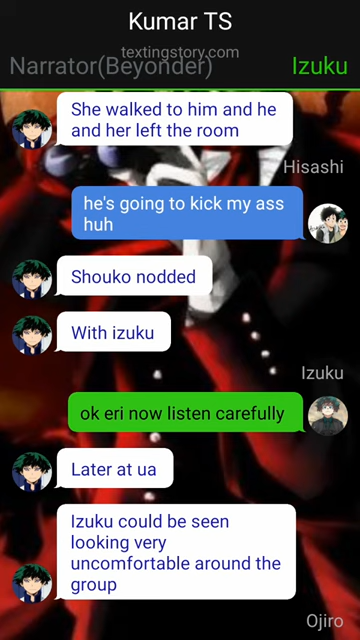 Kumar TS
textingstory.com
Narrator(Beyonder)
Izuku
She walked to him and he
and her left the room
Hisashi
he's going to kick my ass
huh
Shouko nodded
With izuku
Izuku
ok eri now listen carefully
Later at ua
Izuku could be seen
looking very
uncomfortable around the
group
Ojiro